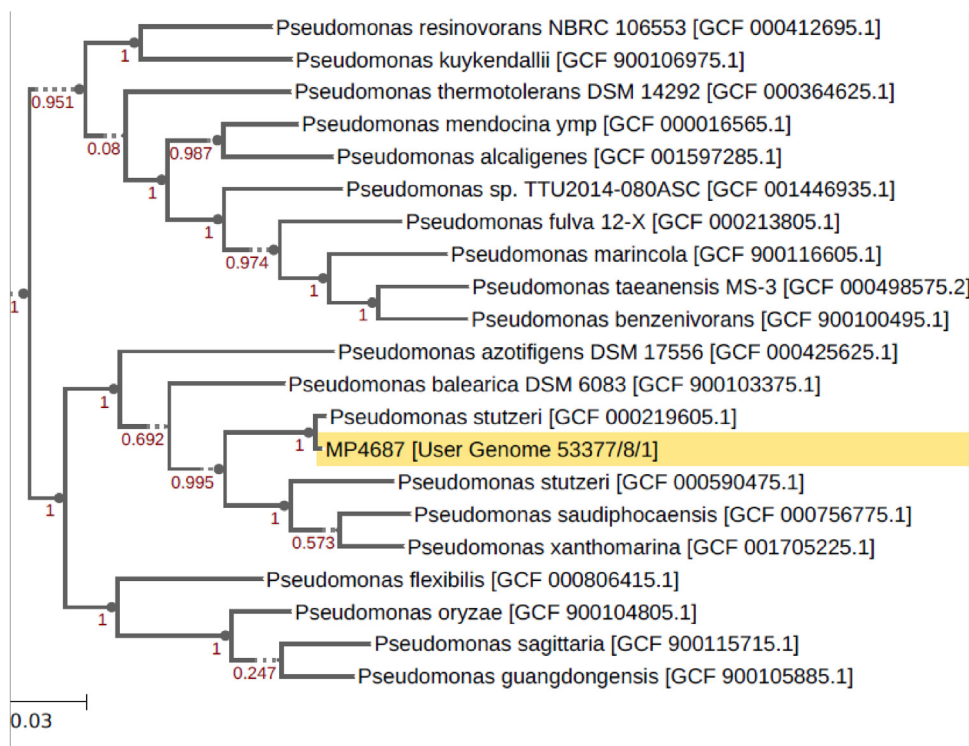 Pseudomonas resinovorans NBRC 106553 [GCF 000412695.1]
1
Pseudomonas kuykendallii [GCF 900106975.1]
0.951
Pseudomonas thermotolerans DSM 14292 [GCF 000364625.1]
Pseudomonas mendocina ymp [GCF 000016565.1]
0.08
0.987
Pseudomonas alcaligenes [GCF 001597285.1]
1
Pseudomonas sp. TTU2014-080ASC [GCF 001446935.1]
Pseudomonas fulva 12-X [GCF 000213805.1]
1
Pseudomonas marincola [GCF 900116605.1]
0.974
Pseudomonas taeanensis MS-3 [GCF 000498575.2]
1
1
1
Pseudomonas benzenivorans [GCF 900100495.1]
Pseudomonas azotifigens DSM 17556 [GCF 000425625.1]
Pseudomonas balearica DSM 6083 [GCF 900103375.1]
1
Pseudomonas stutzeri [GCF 000219605.1]
0.692
1
MP4687 [User Genome 53377/8/1]
Pseudomonas stutzeri [GCF 000590475.1]
0.995
Pseudomonas saudiphocaensis [GCF 000756775.1]
1
1
0.573
Pseudomonas xanthomarina [GCF 001705225.1]
Pseudomonas flexibilis [GCF 000806415.1]
Pseudomonas oryzae [GCF 900104805.1]
1
Pseudomonas sagittaria [GCF 900115715.1]
1
0.247
Pseudomonas guangdongensis [GCF 900105885.1]
0.03